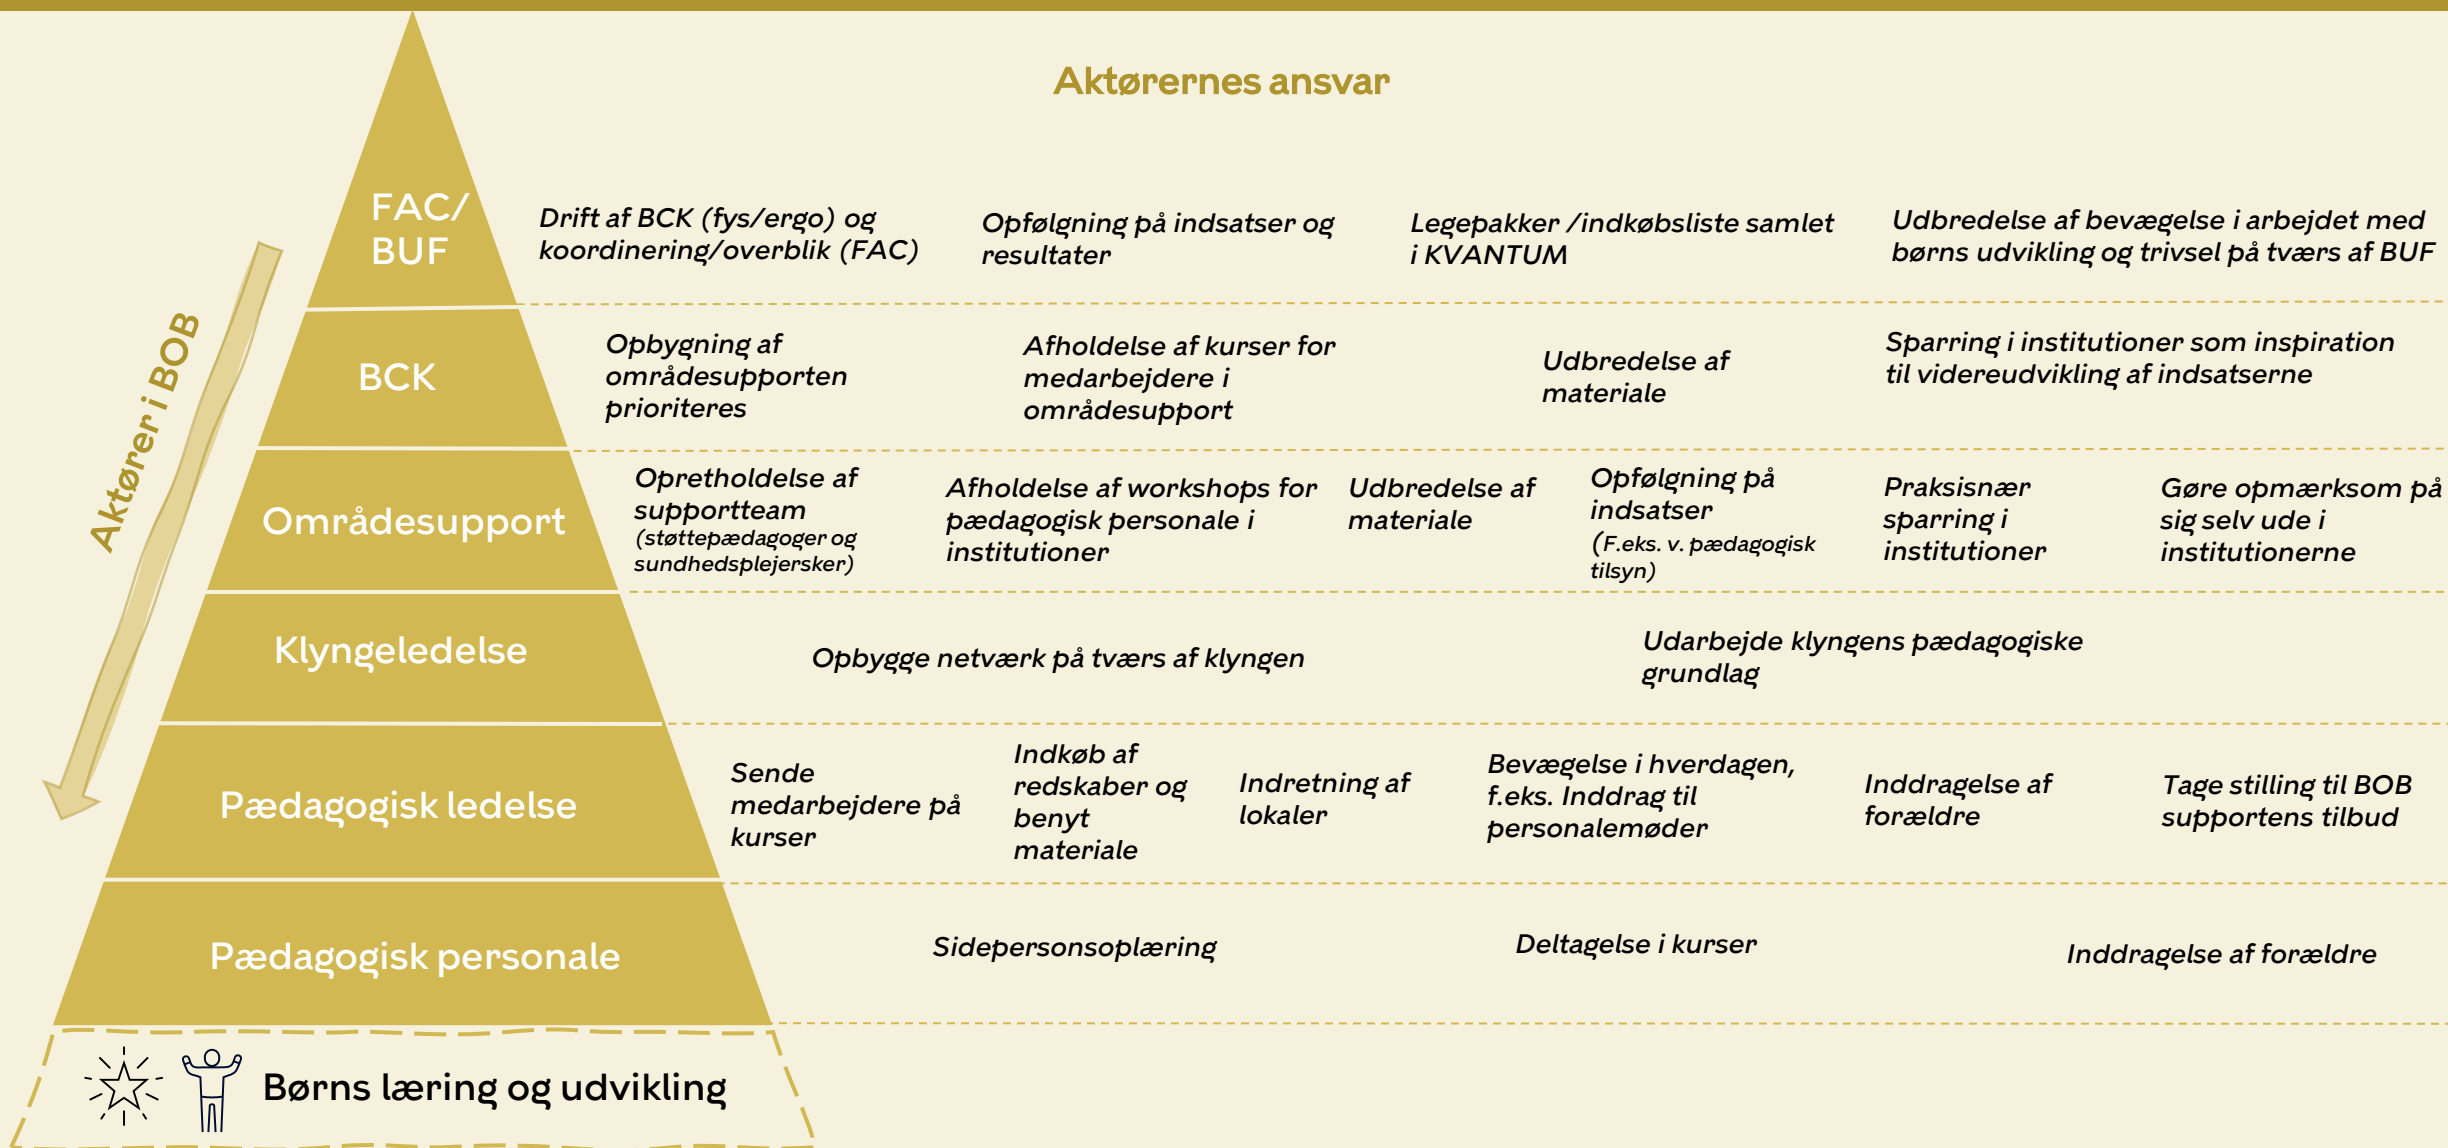 Aktørernes ansvar
Aktører i BOB
FAC/
BUF
Drift af BCK (fys/ergo) og
koordinering/overblik (FAC)
Opfølgning på indsatser og
resultater
Legepakker /indkøbsliste samlet
i KVANTUM
Udbredelse af bevægelse i arbejdet med
børns udvikling og trivsel på tværs af BUF
BCK
Opbygning af
områdesupporten
prioriteres
Afholdelse af kurser for
medarbejdere i
områdesupport
Udbredelse af
materiale
Sparring i institutioner som inspiration
til videreudvikling af indsatserne
Områdesupport
Opretholdelse af
supportteam
(støttepædagoger og
sundhedsplejersker)
Afholdelse af workshops for
pædagogisk personale i
institutioner
Udbredelse af
materiale
Opfølgning på
indsatser
(F.eks. v. pædagogisk
tilsyn)
Praksisnær
sparring i
institutioner
Gøre opmærksom på
sig selv ude i
institutionerne
Klyngeledelse
Opbygge netværk på tværs af klyngen
Udarbejde klyngens pædagogiske
grundlag
Pædagogisk ledelse
Sende
medarbejdere på
kurser
Indkøb af
redskaber og
benyt
materiale
Indretning af
lokaler
Bevægelse i hverdagen,
f.eks. Inddrag til
personalemøder
Inddragelse af
forældre
Tage stilling til BOB
supportens tilbud
Pædagogisk personale
Sidepersonsoplæring
Deltagelse i kurser
Inddragelse af forældre
Børns læring og udvikling